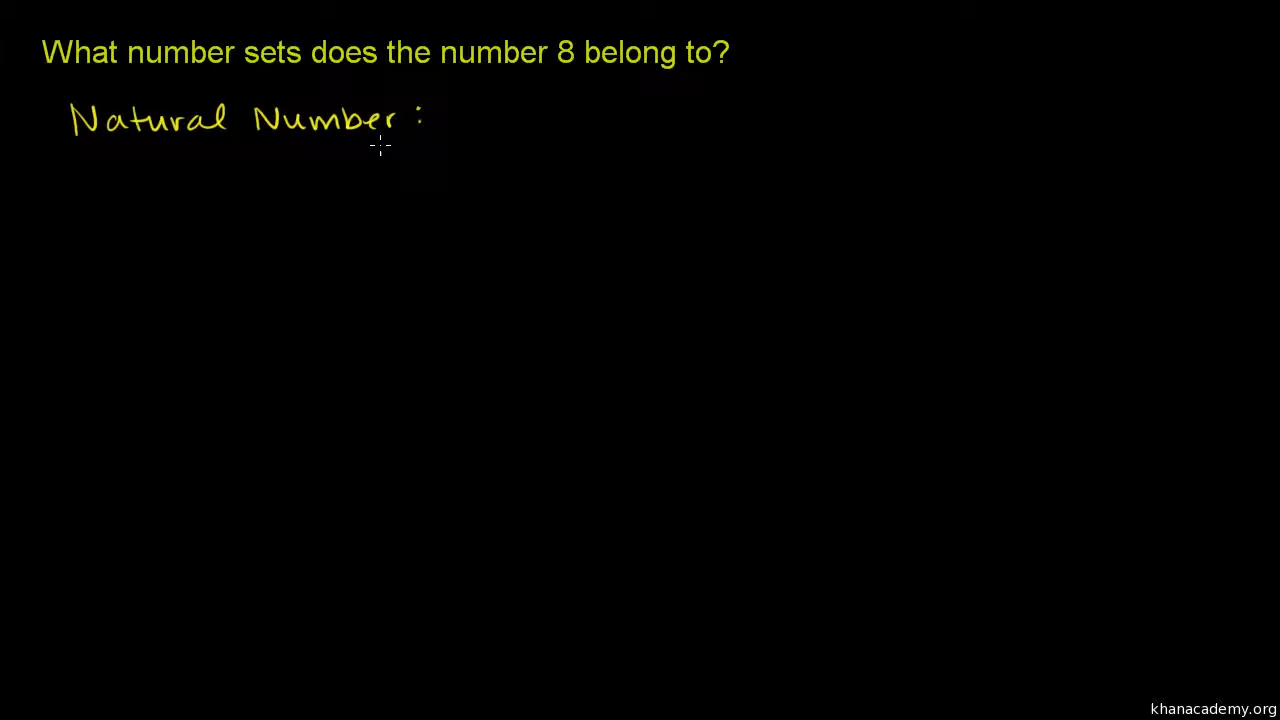 What number sets does the number 8 belong to?
Natural Number :
khanacademy.org